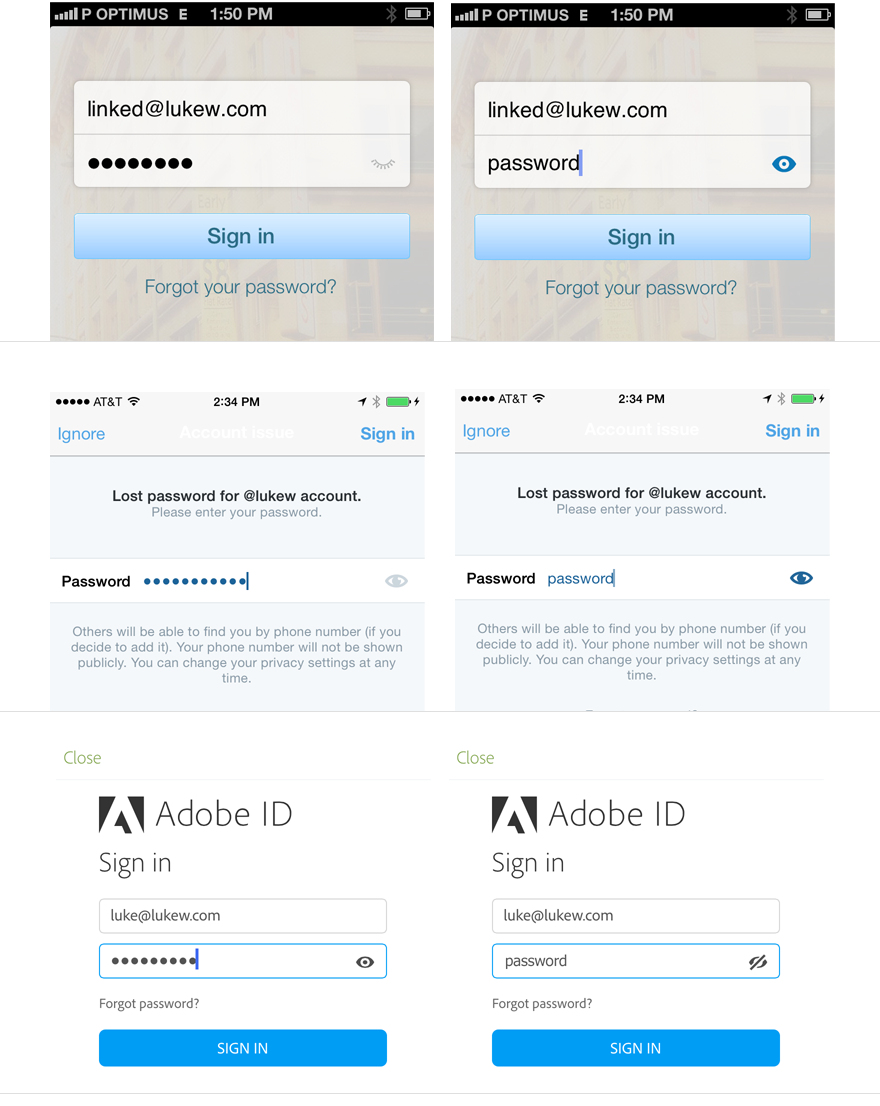 P OPTIMUS E 1:50 PM
linked@lukew.com
●●●●●●●●
Sign in
Forgot your password?
P OPTIMUS E 1:50 PM
linked@lukew.com
password
Sign in
Forgot your password?
●●●●● AT&T 2:34 PM
Ignore Account issue Sign in
Lost password for @lukew account.
Please enter your password.
Password ●●●●●●●●●●●
Others will be able to find you by phone number (if you
decide to add it). Your phone number will not be shown
publicly. You can change your privacy settings at any
time.
●●●●● AT&T 2:34 PM
Ignore Account issue Sign in
Lost password for @lukew account.
Please enter your password.
Password password
Others will be able to find you by phone number (if you
decide to add it). Your phone number will not be shown
publicly. You can change your privacy settings at any
time.
Close
Adobe ID
Sign in
luke@lukew.com
●●●●●●●●●
Forgot password?
SIGN IN
Close
Adobe ID
Sign in
luke@lukew.com
password
Forgot password?
SIGN IN